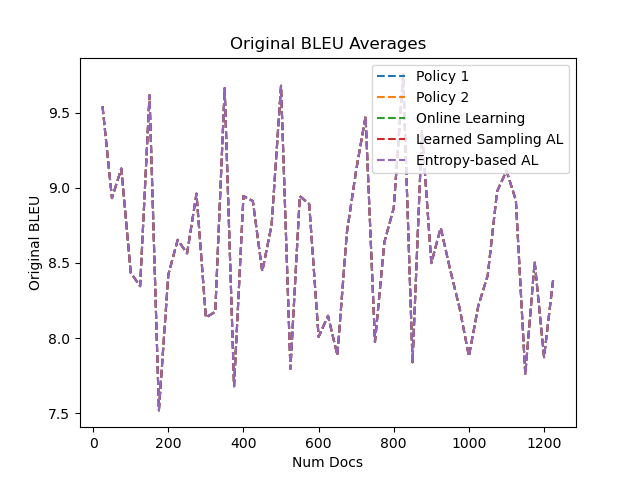 Original BLEU Averages
Policy 1
Policy 2
Online Learning
Learned Sampling AL
Entropy-based AL
Original BLEU
9.5
9.0
8.5
8.0
7.5
0 200 400 600 800 1000 1200
Num Docs